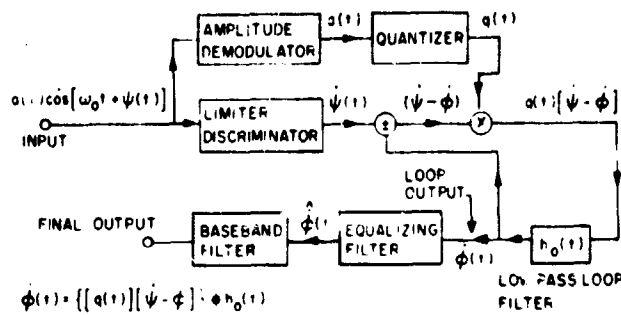 AMPLITUDE
DEMODULATOR
a(t)
QUANTIZER
q(t)
cos[ω₀t + ψ(t)]
INPUT
LIMITER
DISCRIMINATOR
ψ̇(t)
±
(ψ̇-φ̇)
X
q(t)[ψ̇-φ̇]
LOOP
OUTPUT
FINAL OUTPUT
BASEBAND
FILTER
EQUALIZING
FILTER
φ̇(t)
h₀(t)
LOW PASS LOOP
FILTER
φ̇(t) = {[q(t)][ψ̇-
h₀(t)